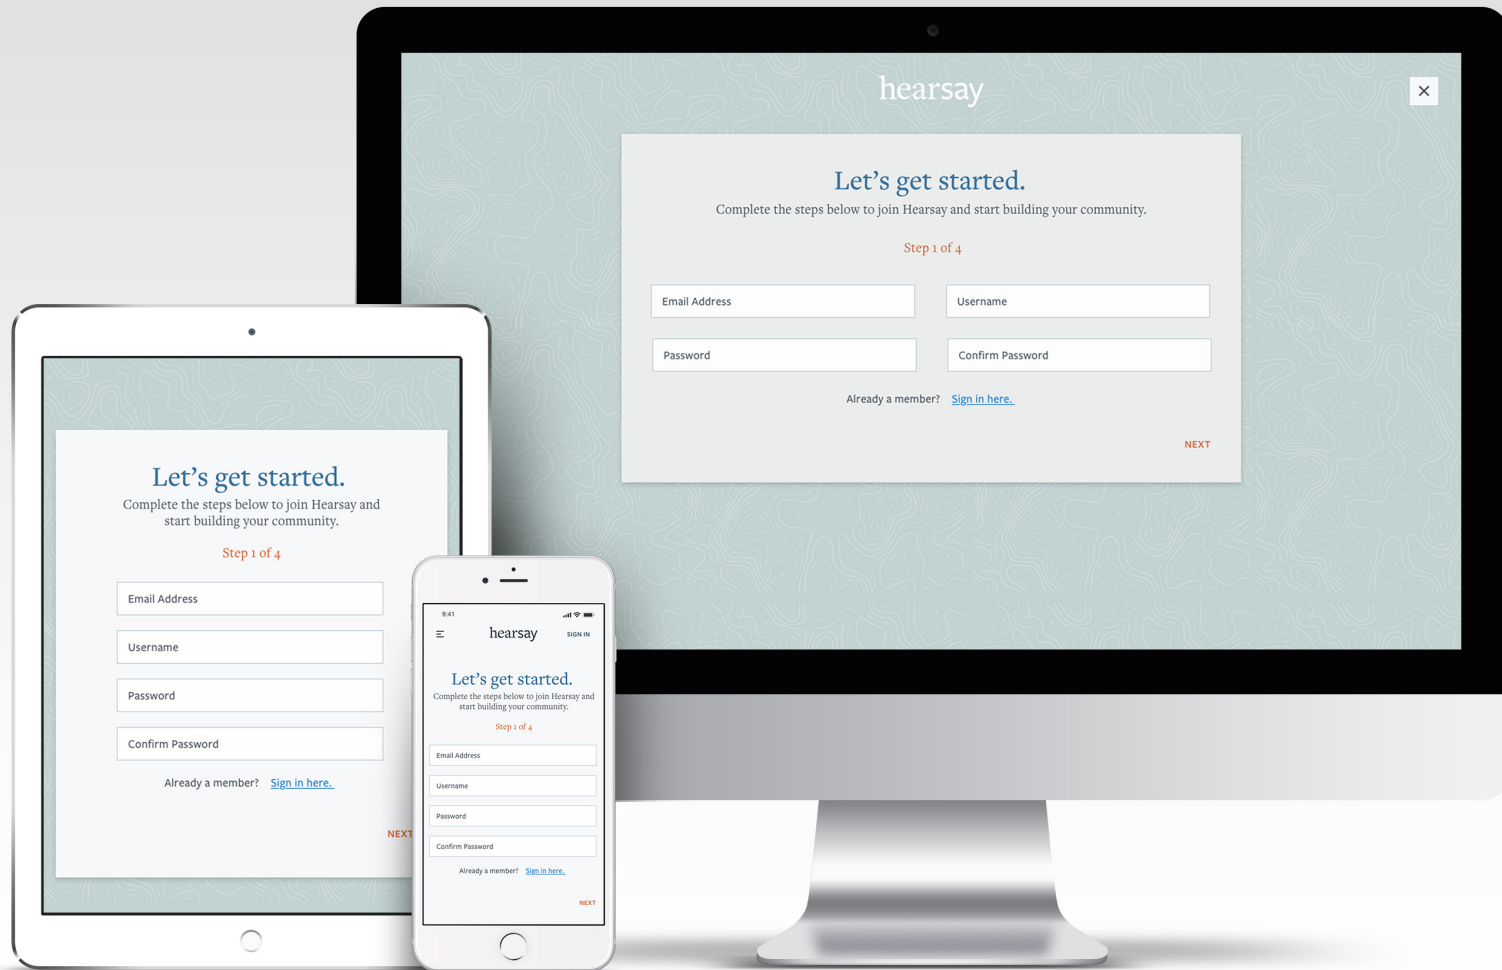 hearsay
Let's get started.
Complete the steps below to join Hearsay and start building your community.
Step 1 of 4
Email Address
Username
Password
Confirm Password
Already a member? Sign in here.
NEXT
Let's get started.
Complete the steps below to join Hearsay and
start building your community.
Step 1 of 4
Email Address
Username
Password
Confirm Password
Already a member? Sign in here.
NEXT
9:41
hearsay
SIGN IN
Let's get started.
Complete the steps below to join Hearsay and
start building your community.
Step 1 of 4
Email Address
Username
Password
Confirm Password
Already a member? Sign in here.
NEXT